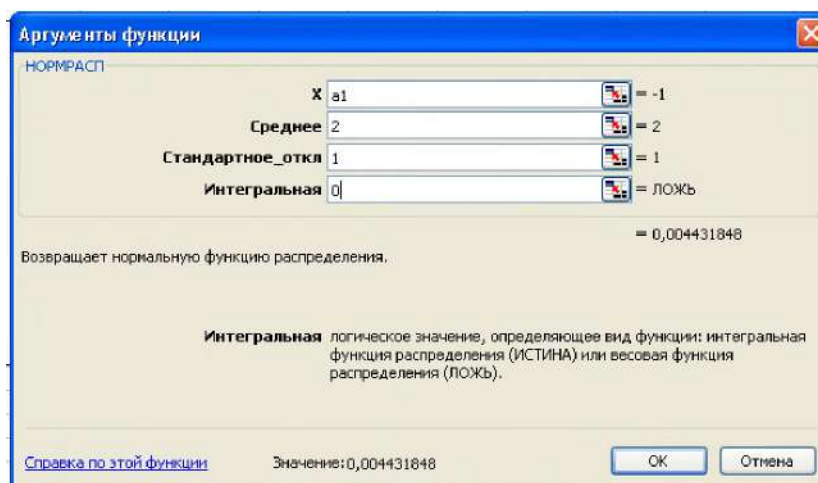 Аргументы функции
НОРМРАСП
X a1 = -1
Среднее 2 = 2
Стандартное_откл 1 = 1
Интегральная 0 = ЛОЖЬ
= 0,004431848
Возвращает нормальную функцию распределения.
Интегральная логическое значение, определяющее вид функции: интегральная
функция распределения (ИСТИНА) или весовая функция
распределения (ЛОЖЬ).
Справка по этой функции Значение:0,004431848 ОК Отмена